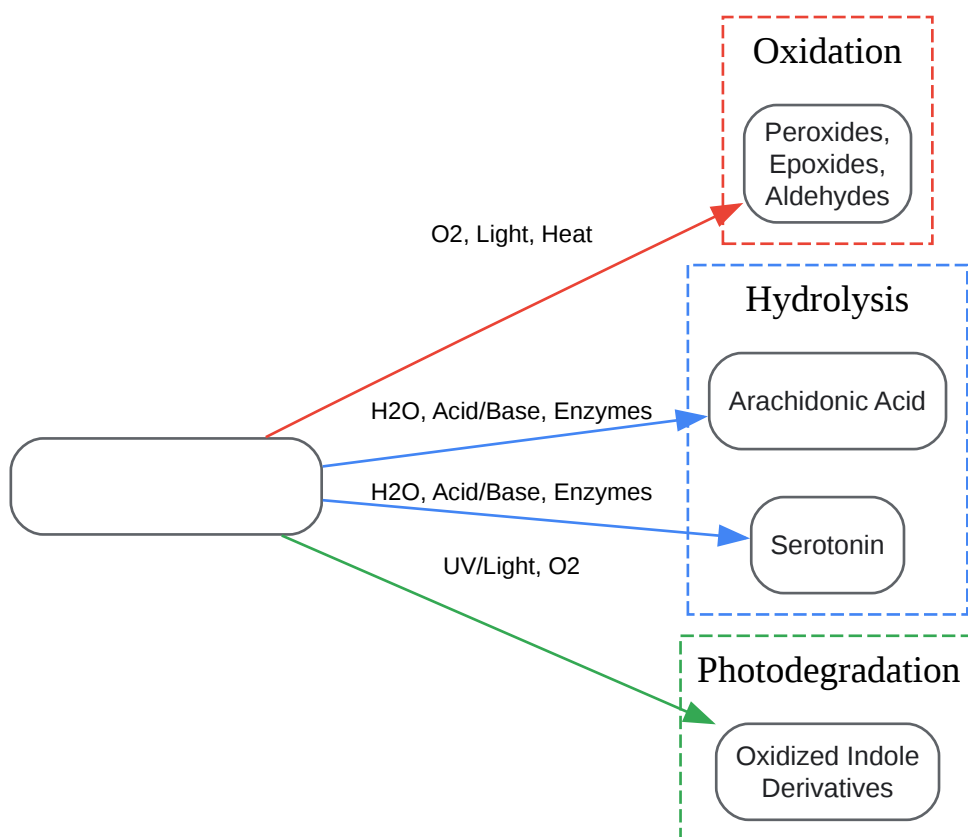 Oxidation
Peroxides,
Epoxides,
Aldehydes
O2, Light, Heat
Hydrolysis
Arachidonic Acid
H2O, Acid/Base, Enzymes
H2O, Acid/Base, Enzymes
Serotonin
UV/Light, O2
Photodegradation
Oxidized Indole
Derivatives